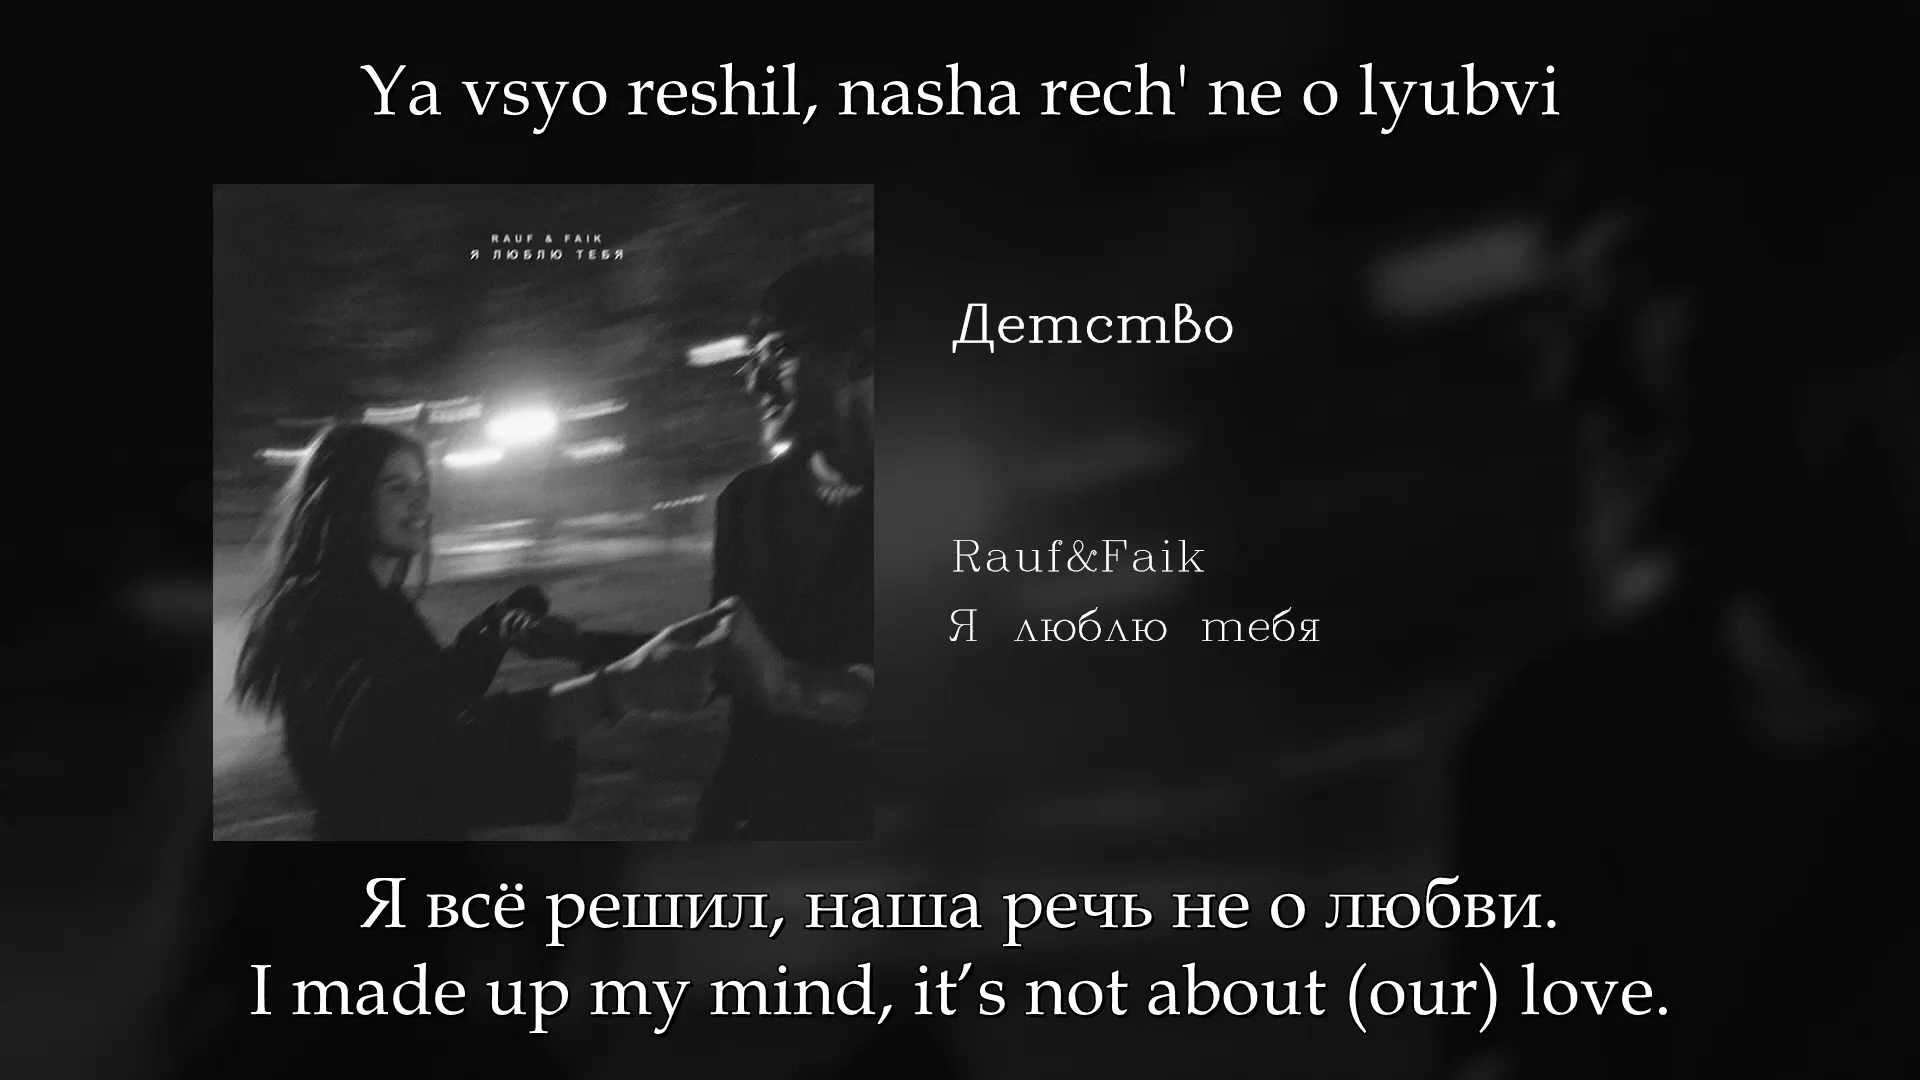 Ya vsyo reshil, nasha rech' ne o lyubvi
RAUF & FAIK
Я ЛЮБЛЮ ТЕБЯ
Детство
Rauf&Faik
Я люблю тебя
Я всё решил, наша речь не о любви.
I made up my mind, it’s not about (our) love.